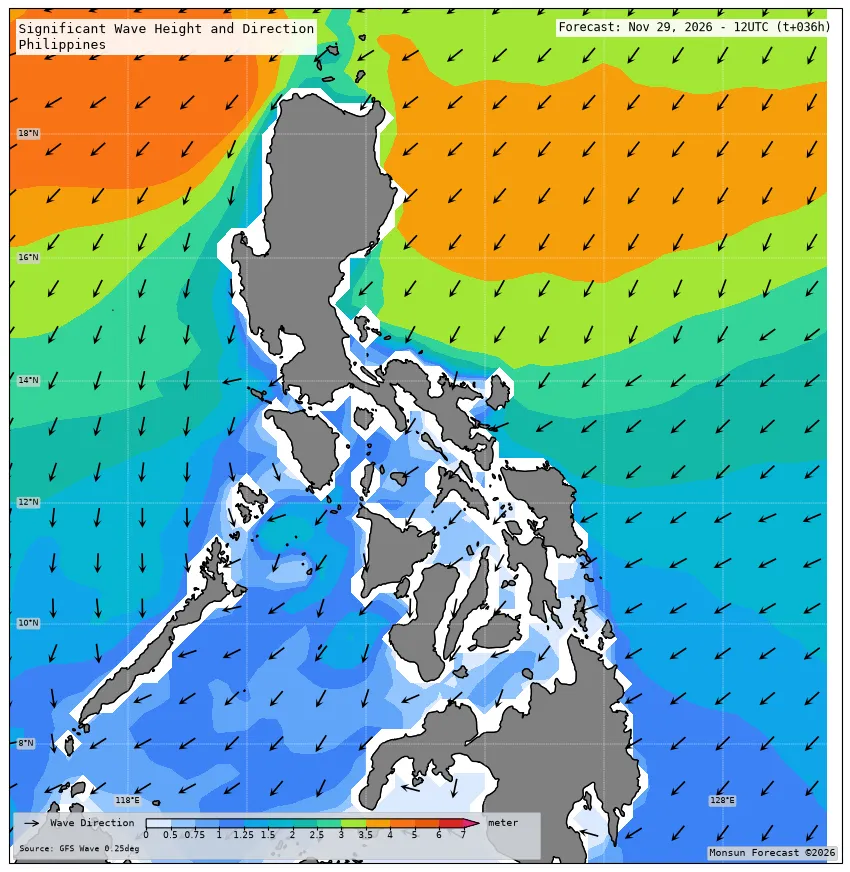 Significant Wave Height and Direction
Philippines
Forecast: Nov 29, 2026 - 12UTC (t+036h)
18°N
16°N
14°N
12°N
10°N
8°N
118°E
128°E
Wave Direction
meter
0 0.5 0.75 1 1.25 1.5 2 2.5 3 3.5 4 5 6 7
Source: GFS Wave 0.25deg
Monsun Forecast ©2026